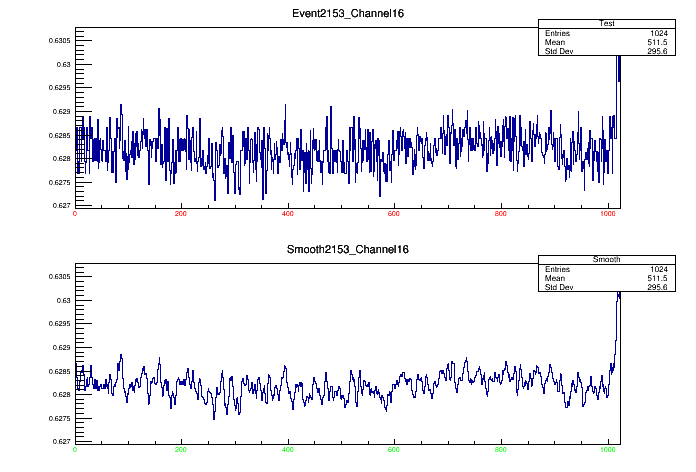 Event2153_Channel16
Test
Entries 1024
Mean 511.5
Std Dev 295.6
0.6305
0.63
0.6295
0.629
0.6285
0.628
0.6275
0.627
0 200 400 600 800 1000
Smooth2153_Channel16
Smooth
Entries 1024
Mean 511.5
Std Dev 295.6
0.6305
0.63
0.6295
0.629
0.6285
0.628
0.6275
0.627
0 200 400 600 800 1000